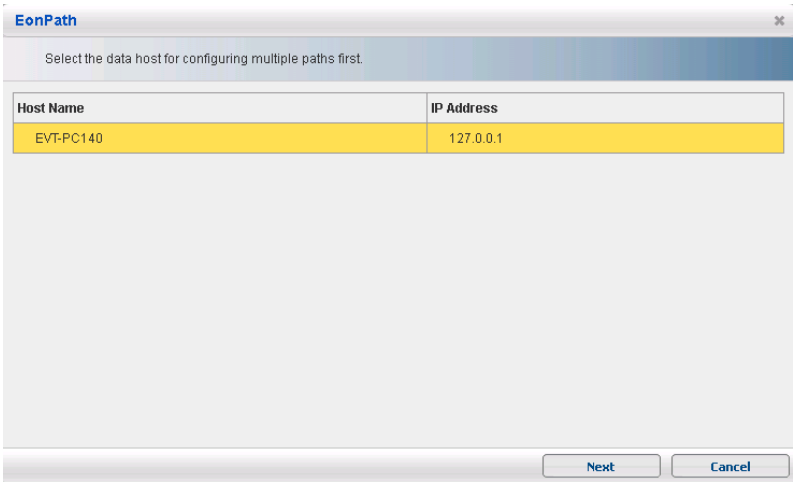 EonPath
Select the data host for configuring multiple paths first.
Host Name IP Address
EVT-PC140 127.0.0.1
Next Cancel